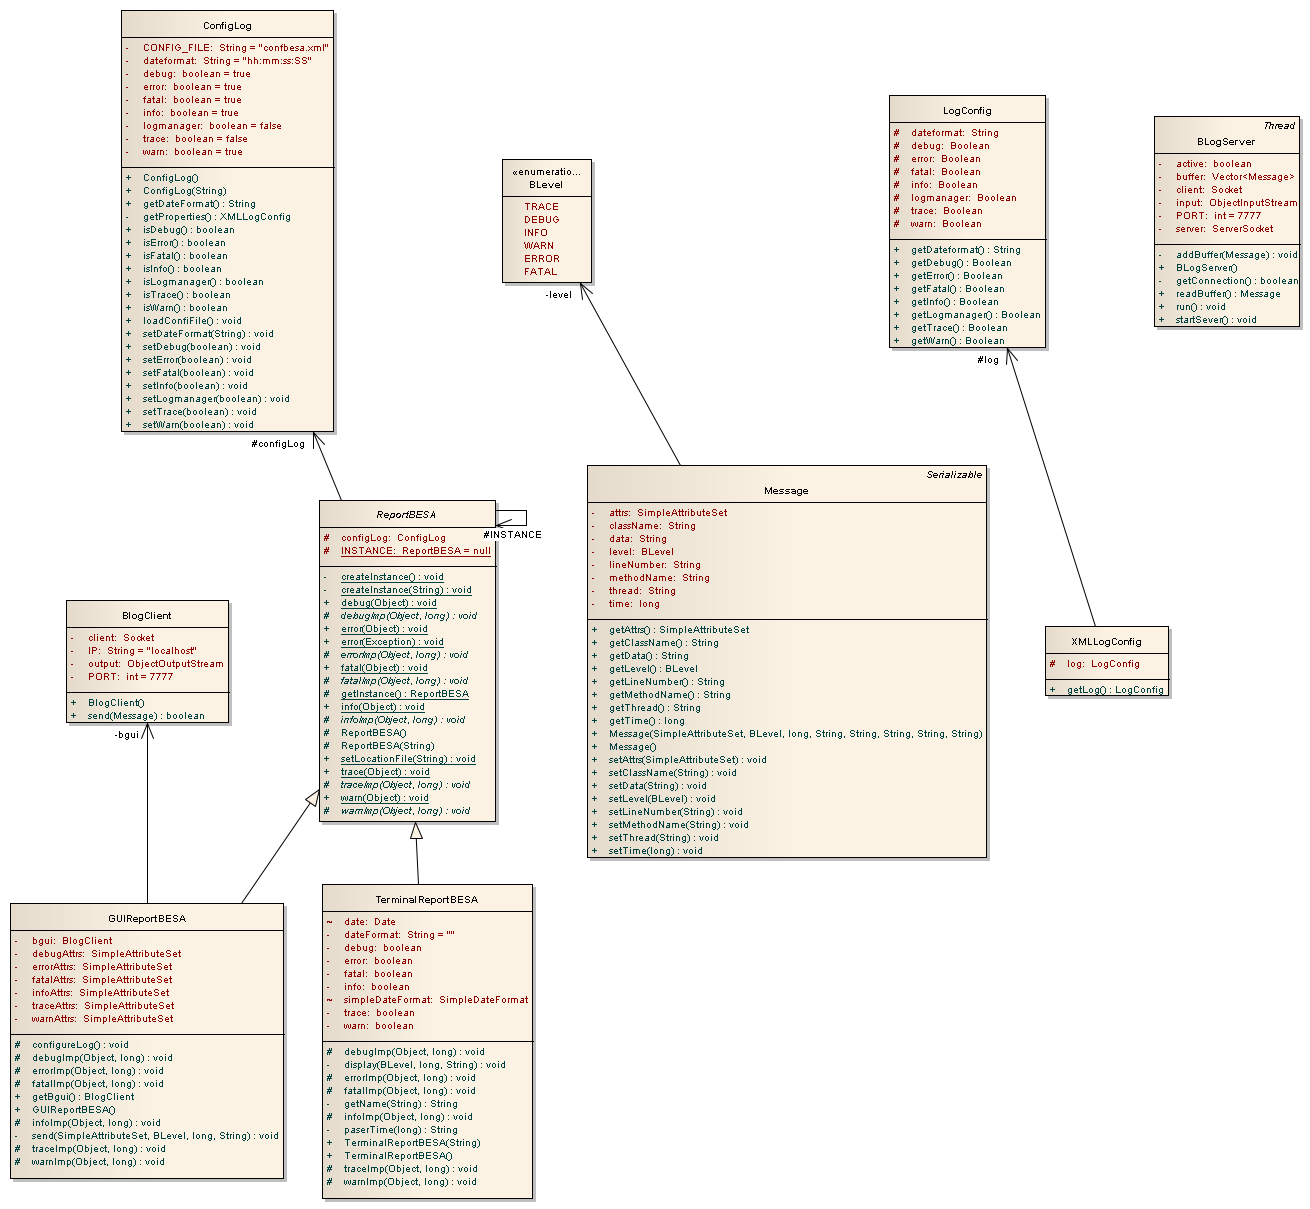 ConfigLog
- CONFIG_FILE: String = "confbesa.xml"
- dateformat: String = "hh:mm:ss:SS"
- debug: boolean = true
- error: boolean = true
- fatal: boolean = true
- info: boolean = true
- logmanager: boolean = false
- trace: boolean = false
- warn: boolean = true
+ ConfigLog()
+ ConfigLog(String)
+ getDateFormat() : String
- getProperties() : XMLLogConfig
+ isDebug() : boolean
+ isError() : boolean
+ isFatal() : boolean
+ isInfo() : boolean
+ isLogmanager() : boolean
+ isTrace() : boolean
+ isWarn() : boolean
+ loadConfiFile() : void
+ setDateFormat(String) : void
+ setDebug(boolean) : void
+ setError(boolean) : void
+ setFatal(boolean) : void
+ setInfo(boolean) : void
+ setLogmanager(boolean) : void
+ setTrace(boolean) : void
+ setWarn(boolean) : void
#configLog
«enumeratio...
BLevel
TRACE
DEBUG
INFO
WARN
ERROR
FATAL
-level
LogConfig
# dateformat: String
# debug: Boolean
# error: Boolean
# fatal: Boolean
# info: Boolean
# logmanager: Boolean
# trace: Boolean
# warn: Boolean
+ getDateformat() : String
+ getDebug() : Boolean
+ getError() : Boolean
+ getFatal() : Boolean
+ getInfo() : Boolean
+ getLogmanager() : Boolean
+ getTrace() : Boolean
+ getWarn() : Boolean
#log
Thread
BLogServer
- active: boolean
- buffer: Vector<Message>
- client: Socket
- input: ObjectInputStream
- PORT: int = 7777
- server: ServerSocket
- addBuffer(Message) : void
+ BLogServer()
- getConnection() : boolean
+ readBuffer() : Message
+ run() : void
+ startSever() : void
ReportBESA
# configLog: ConfigLog
# INSTANCE: ReportBESA = null
- createInstance() : void
- createInstance(String) : void
+ debug(Object) : void
# debugImp(Object, long) : void
+ error(Object) : void
+ error(Exception) : void
# errorImp(Object, long) : void
+ fatal(Object) : void
# fatalImp(Object, long) : void
# getInstance() : ReportBESA
+ info(Object) : void
# infoImp(Object, long) : void
# ReportBESA()
# ReportBESA(String)
+ setLocationFile(String) : void
+ trace(Object) : void
# traceImp(Object, long) : void
+ warn(Object) : void
# warnImp(Object, long) : void
#INSTANCE
Serializable
Message
- attrs: SimpleAttributeSet
- className: String
- data: String
- level: BLevel
- lineNumber: String
- methodName: String
- thread: String
- time: long
+ getAttrs() : SimpleAttributeSet
+ getClassName() : String
+ getData() : String
+ getLevel() : BLevel
+ getLineNumber() : String
+ getMethodName() : String
+ getThread() : String
+ getTime() : long
+ Message(SimpleAttributeSet, BLevel, long, String, String, String, String, String)
+ Message()
+ setAttrs(SimpleAttributeSet) : void
+ setClassName(String) : void
+ setData(String) : void
+ setLevel(BLevel) : void
+ setLineNumber(String) : void
+ setMethodName(String) : void
+ setThread(String) : void
+ setTime(long) : void
XMLLogConfig
# log: LogConfig
+ getLog() : LogConfig
BlogClient
- client: Socket
- IP: String = "localhost"
- output: ObjectOutputStream
- PORT: int = 7777
+ BlogClient()
+ send(Message) : boolean
-bgui
GUIReportBESA
- bgui: BlogClient
- debugAttrs: SimpleAttributeSet
- errorAttrs: SimpleAttributeSet
- fatalAttrs: SimpleAttributeSet
- infoAttrs: SimpleAttributeSet
- traceAttrs: SimpleAttributeSet
- warnAttrs: SimpleAttributeSet
# configureLog() : void
# debugImp(Object, long) : void
# errorImp(Object, long) : void
# fatalImp(Object, long) : void
+ getBgui() : BlogClient
+ GUIReportBESA()
# infoImp(Object, long) : void
- send(SimpleAttributeSet, BLevel, long, String) : void
# traceImp(Object, long) : void
# warnImp(Object, long) : void
TerminalReportBESA
~ date: Date
- dateFormat: String = ""
- debug: boolean
- error: boolean
- fatal: boolean
- info: boolean
~ simpleDateFormat: SimpleDateFormat
- trace: boolean
- warn: boolean
# debugImp(Object, long) : void
- display(BLevel, long, String) : void
# errorImp(Object, long) : void
# fatalImp(Object, long) : void
- getName(String) : String
# infoImp(Object, long) : void
- paserTime(long) : String
+ TerminalReportBESA(String)
+ TerminalReportBESA()
# traceImp(Object, long) : void
# warnImp(Object, long) : void